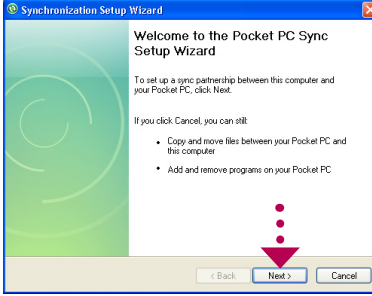 Synchronization Setup Wizard
Welcome to the Pocket PC Sync
Setup Wizard
To set up a sync partnership between this computer and
your Pocket PC, click Next.
If you click Cancel, you can still:
• Copy and move files between your Pocket PC and
this computer
• Add and remove programs on your Pocket PC
< Back
Next >
Cancel